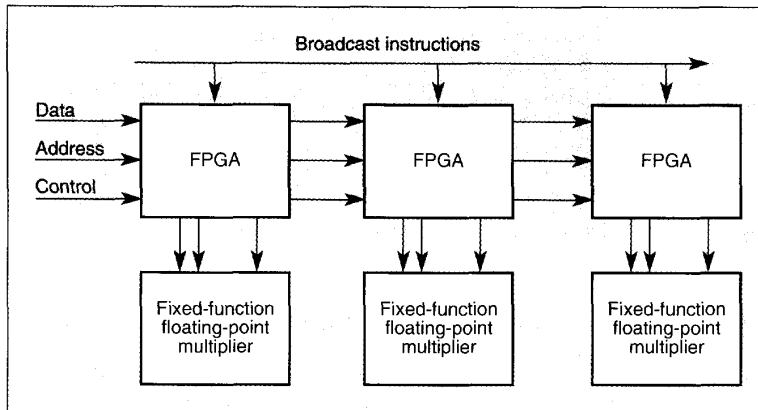 Broadcast instructions
Data
Address
Control
FPGA
FPGA
FPGA
Fixed-function
floating-point
multiplier
Fixed-function
floating-point
multiplier
Fixed-function
floating-point
multiplier